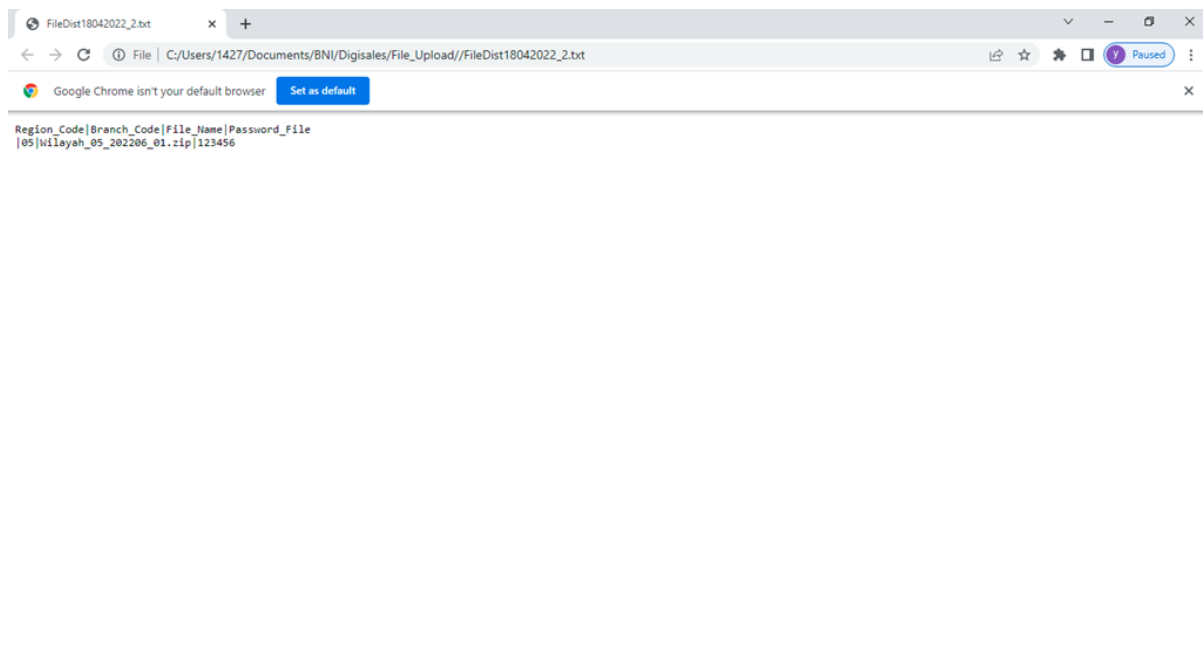 FileDist18042022_2.txt
File | C:/Users/1427/Documents/BNI/Digisales/File_Upload//FileDist18042022_2.txt
y Paused
Google Chrome isn't your default browser Set as default
Region_Code|Branch_Code|File_Name|Password_File
|05|Wilayah_05_202206_01.zip|123456